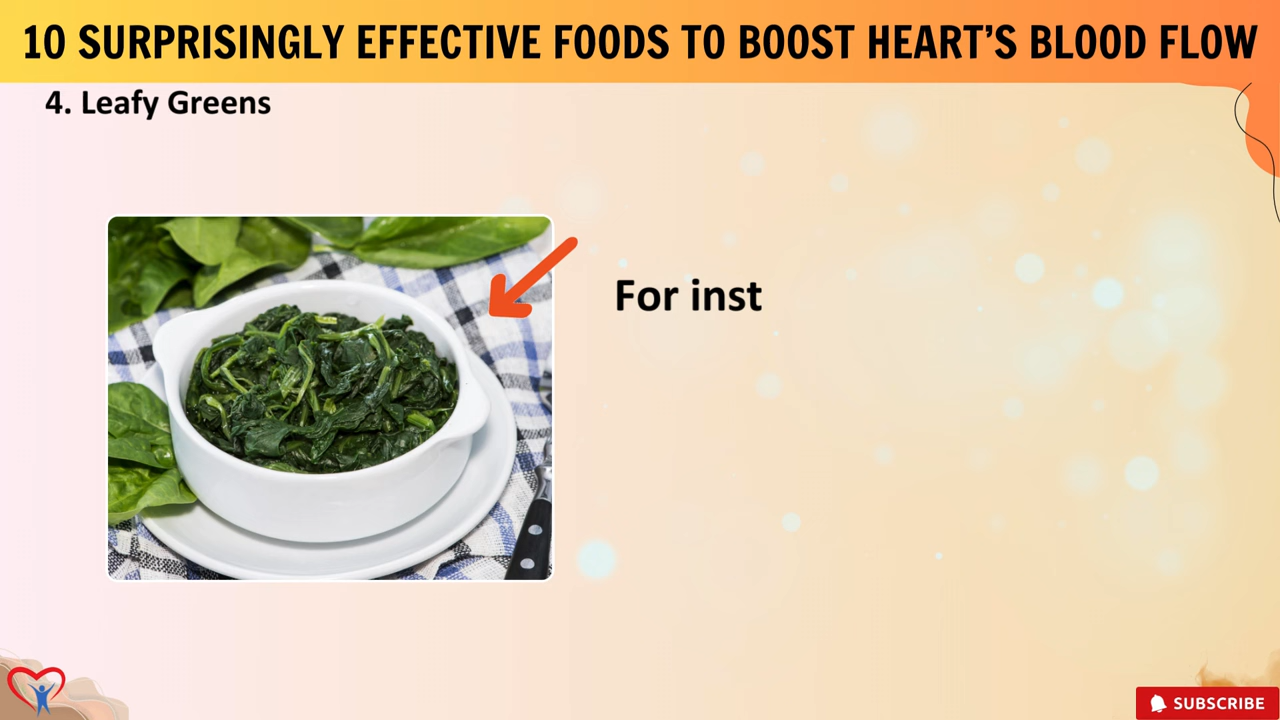 10 SURPRISINGLY EFFECTIVE FOODS TO BOOST HEART’S BLOOD FLOW
4. Leafy Greens
For inst
SUBSCRIBE